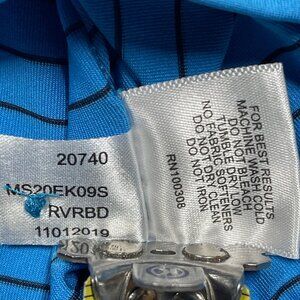 20740
MS20EK09S
RVRBD
11012019
FOR BEST RESULTS
MACHINE WASH COLD
DO NOT BLEACH
TUMBLE DRY LOW
NO FABRIC SOFTENERS
DO NOT DRY CLEAN
DO NOT IRON
RN100306